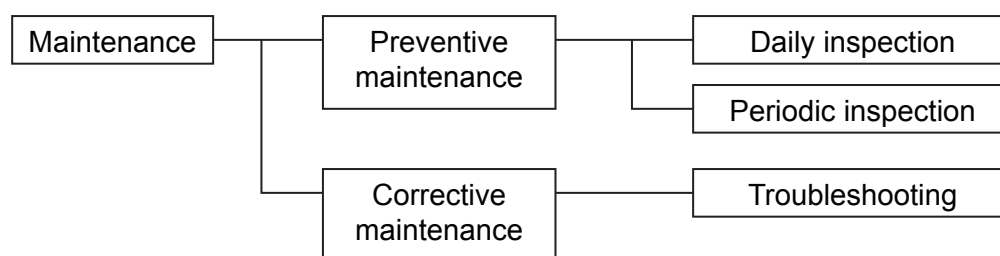 Maintenance
Preventive
maintenance
Daily inspection
Periodic inspection
Corrective
maintenance
Troubleshooting